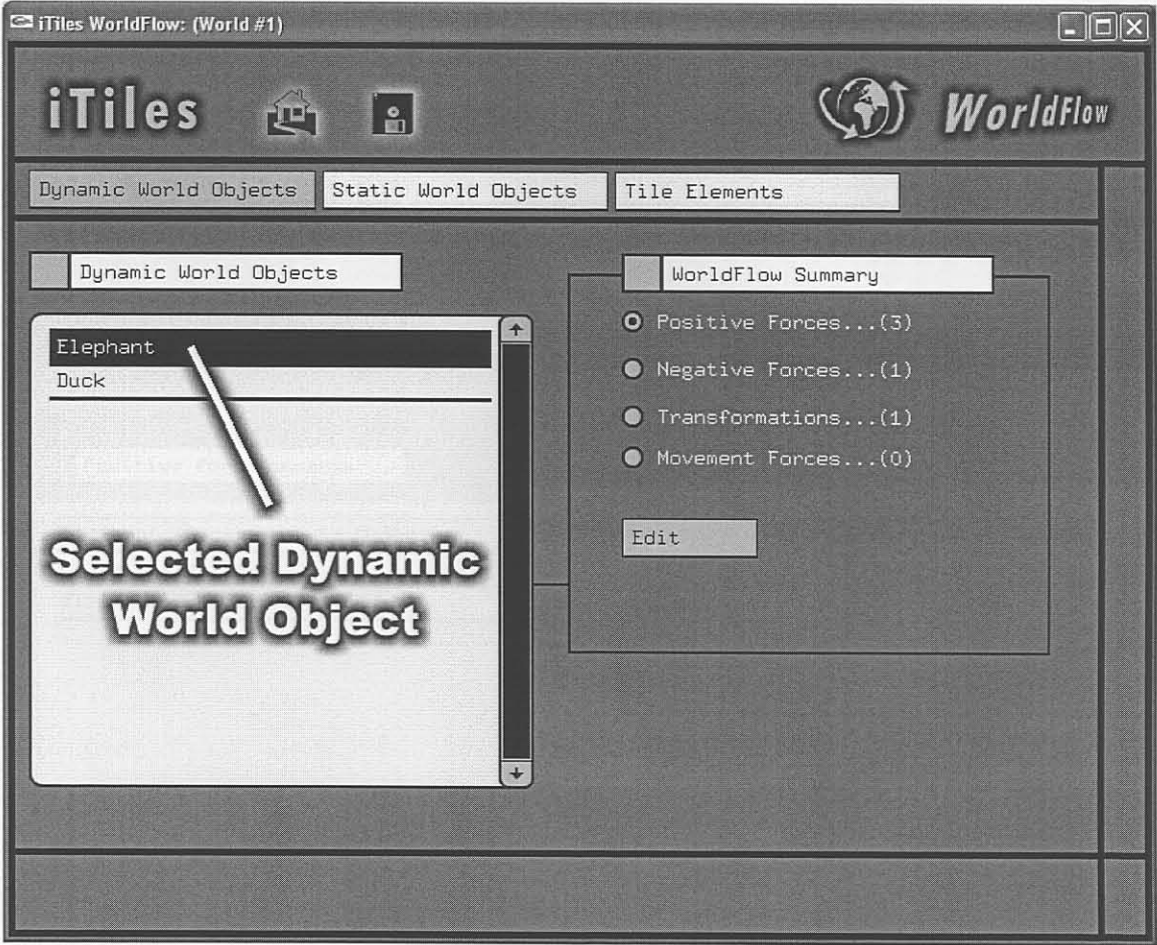 iTiles WorldFlow: (World #1)
iTiles
WorldFlow
Dynamic World Objects
Static World Objects
Tile Elements
Dynamic World Objects
Elephant
Duck
Selected Dynamic
World Object
WorldFlow Summary
Positive Forces...(3)
Negative Forces...(1)
Transformations...(1)
Movement Forces...(0)
Edit